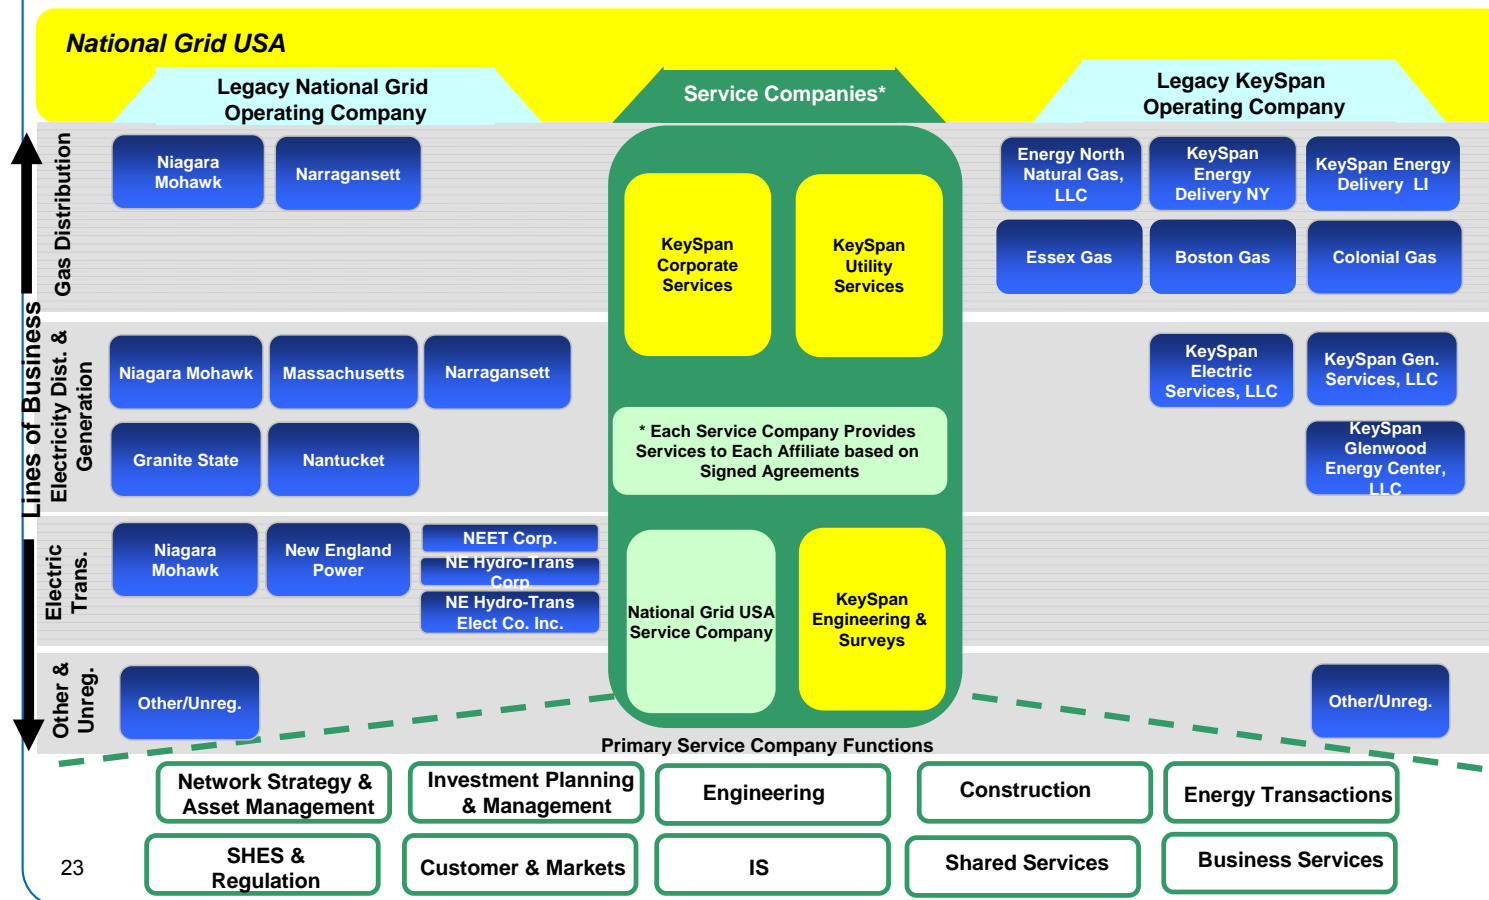 National Grid USA
Legacy National Grid
Operating Company
Service Companies*
Legacy KeySpan
Operating Company
Lines of Business
Gas Distribution
Niagara
Mohawk
Narragansett
Energy North
Natural Gas,
LLC
KeySpan
Energy
Delivery NY
KeySpan Energy
Delivery LI
Essex Gas
Boston Gas
Colonial Gas
KeySpan
Corporate
Services
KeySpan
Utility
Services
Electricity Dist. &
Generation
Niagara Mohawk
Massachusetts
Narragansett
Granite State
Nantucket
KeySpan
Electric
Services, LLC
KeySpan Gen.
Services, LLC
KeySpan
Glenwood
Energy Center,
LLC
* Each Service Company Provides
Services to Each Affiliate based on
Signed Agreements
Electric
Trans.
Niagara
Mohawk
New England
Power
NEET Corp.
NE Hydro-Trans
Corp
NE Hydro-Trans
Elect Co. Inc.
National Grid USA
Service Company
KeySpan
Engineering &
Surveys
Other &
Unreg.
Other/Unreg.
Other/Unreg.
Primary Service Company Functions
Network Strategy &
Asset Management
Investment Planning
& Management
Engineering
Construction
Energy Transactions
SHES &
Regulation
Customer & Markets
IS
Shared Services
Business Services
23